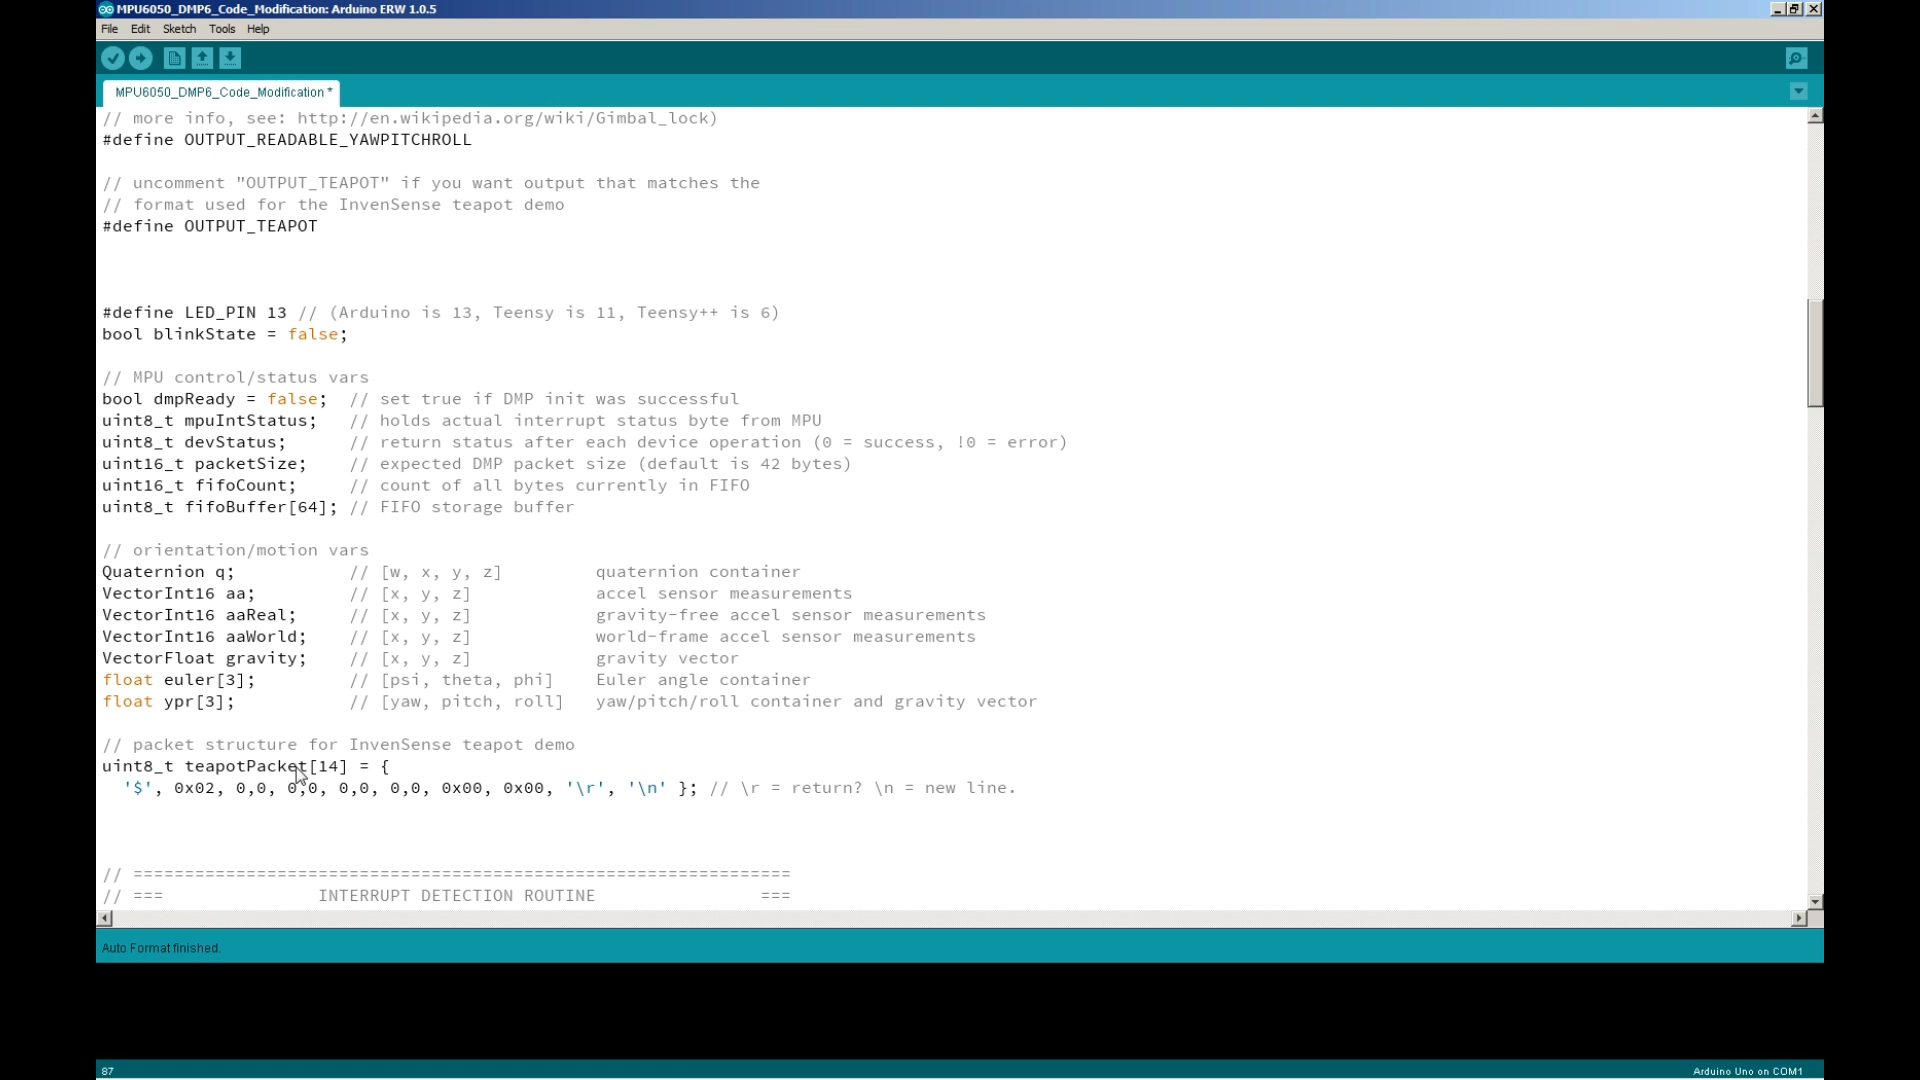 MPU6050_DMP6_Code_Modification: Arduino ERW 1.0.5
File Edit Sketch Tools Help
MPU6050_DMP6_Code_Modification *
// more info, see: http://en.wikipedia.org/wiki/Gimbal_lock)
#define OUTPUT_READABLE_YAWPITCHROLL
// uncomment "OUTPUT_TEAPOT" if you want output that matches the
// format used for the InvenSense teapot demo
#define OUTPUT_TEAPOT
#define LED_PIN 13 // (Arduino is 13, Teensy is 11, Teensy++ is 6)
bool blinkState = false;
// MPU control/status vars
bool dmpReady = false;  // set true if DMP init was successful
uint8_t mpuIntStatus;   // holds actual interrupt status byte from MPU
uint8_t devStatus;      // return status after each device operation (0 = success, !0 = error)
uint16_t packetSize;    // expected DMP packet size (default is 42 bytes)
uint16_t fifoCount;     // count of all bytes currently in FIFO
uint8_t fifoBuffer[64]; // FIFO storage buffer
// orientation/motion vars
Quaternion q;           // [w, x, y, z]         quaternion container
VectorInt16 aa;         // [x, y, z]            accel sensor measurements
VectorInt16 aaReal;     // [x, y, z]            gravity-free accel sensor measurements
VectorInt16 aaWorld;    // [x, y, z]            world-frame accel sensor measurements
VectorFloat gravity;    // [x, y, z]            gravity vector
float euler[3];         // [psi, theta, phi]    Euler angle container
float ypr[3];           // [yaw, pitch, roll]   yaw/pitch/roll container and gravity vector
// packet structure for InvenSense teapot demo
uint8_t teapotPacket[14] = {
  '$', 0x02, 0,0, 0,0, 0,0, 0,0, 0x00, 0x00, '\r', '\n' }; // \r = return? \n = new line.
// ================================================================
// ===               INTERRUPT DETECTION ROUTINE                ===
Auto Format finished.
87
Arduino Uno on COM1